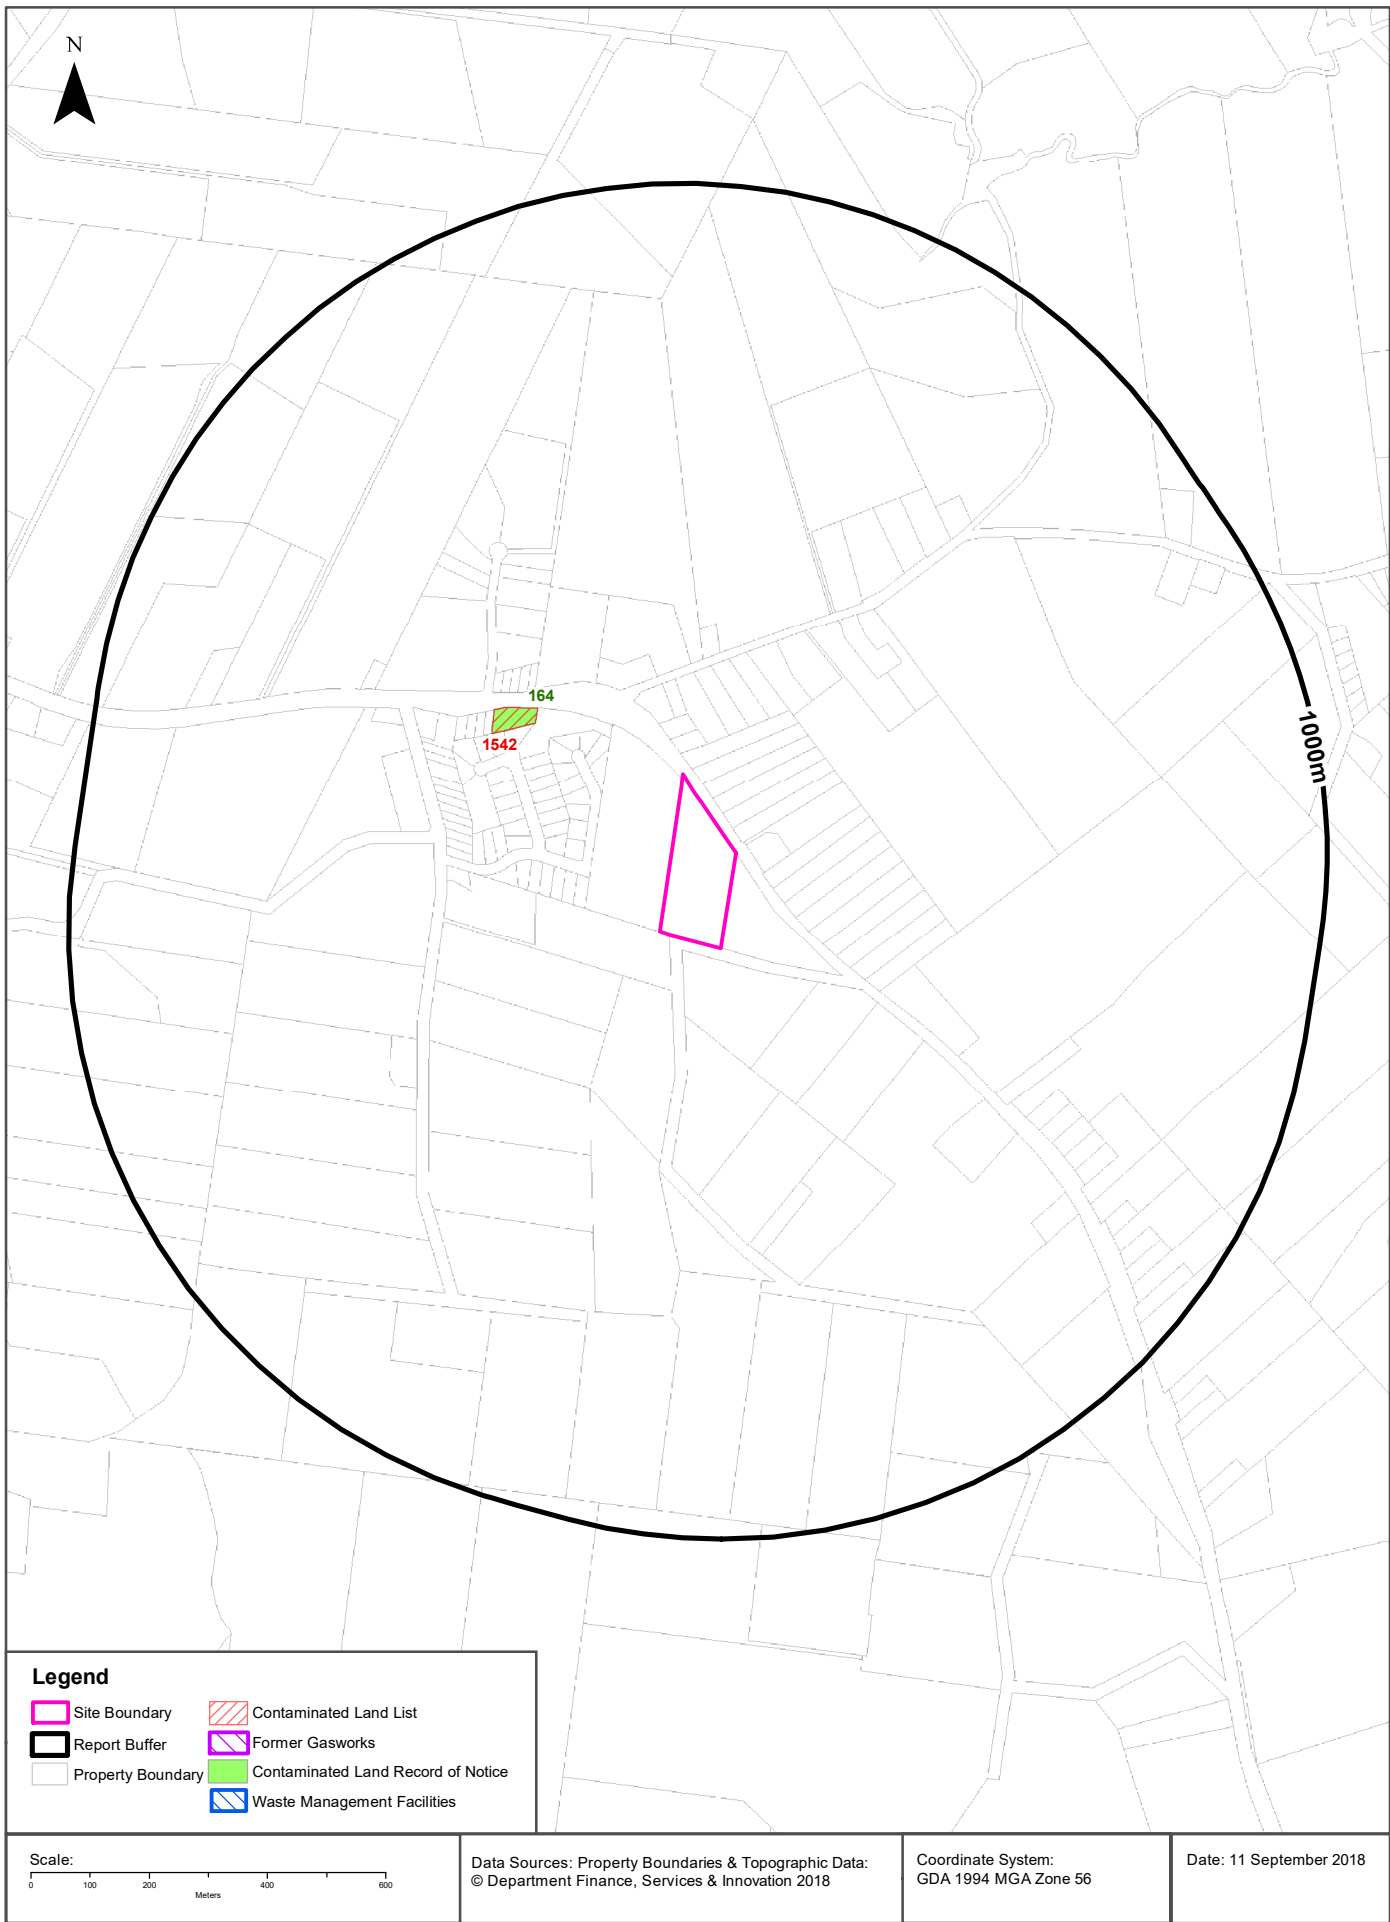 N
164
1542
1000m
Legend
Site Boundary
Report Buffer
Property Boundary
Contaminated Land List
Former Gasworks
Contaminated Land Record of Notice
Waste Management Facilities
Scale:
0 100 200 400 600
Meters
Data Sources: Property Boundaries & Topographic Data:
© Department Finance, Services & Innovation 2018
Coordinate System:
GDA 1994 MGA Zone 56
Date: 11 September 2018